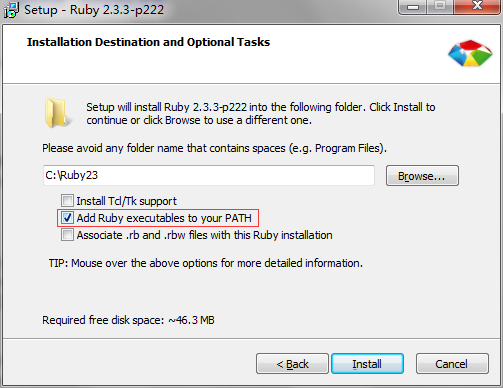 Setup - Ruby 2.3.3-p222
Installation Destination and Optional Tasks
Setup will install Ruby 2.3.3-p222 into the following folder. Click Install to
continue or click Browse to use a different one.
Please avoid any folder name that contains spaces (e.g. Program Files).
C:\Ruby23
Browse...
Install Tcl/Tk support
Add Ruby executables to your PATH
Associate .rb and .rbw files with this Ruby installation
TIP: Mouse over the above options for more detailed information.
Required free disk space: ~46.3 MB
< Back
Install
Cancel